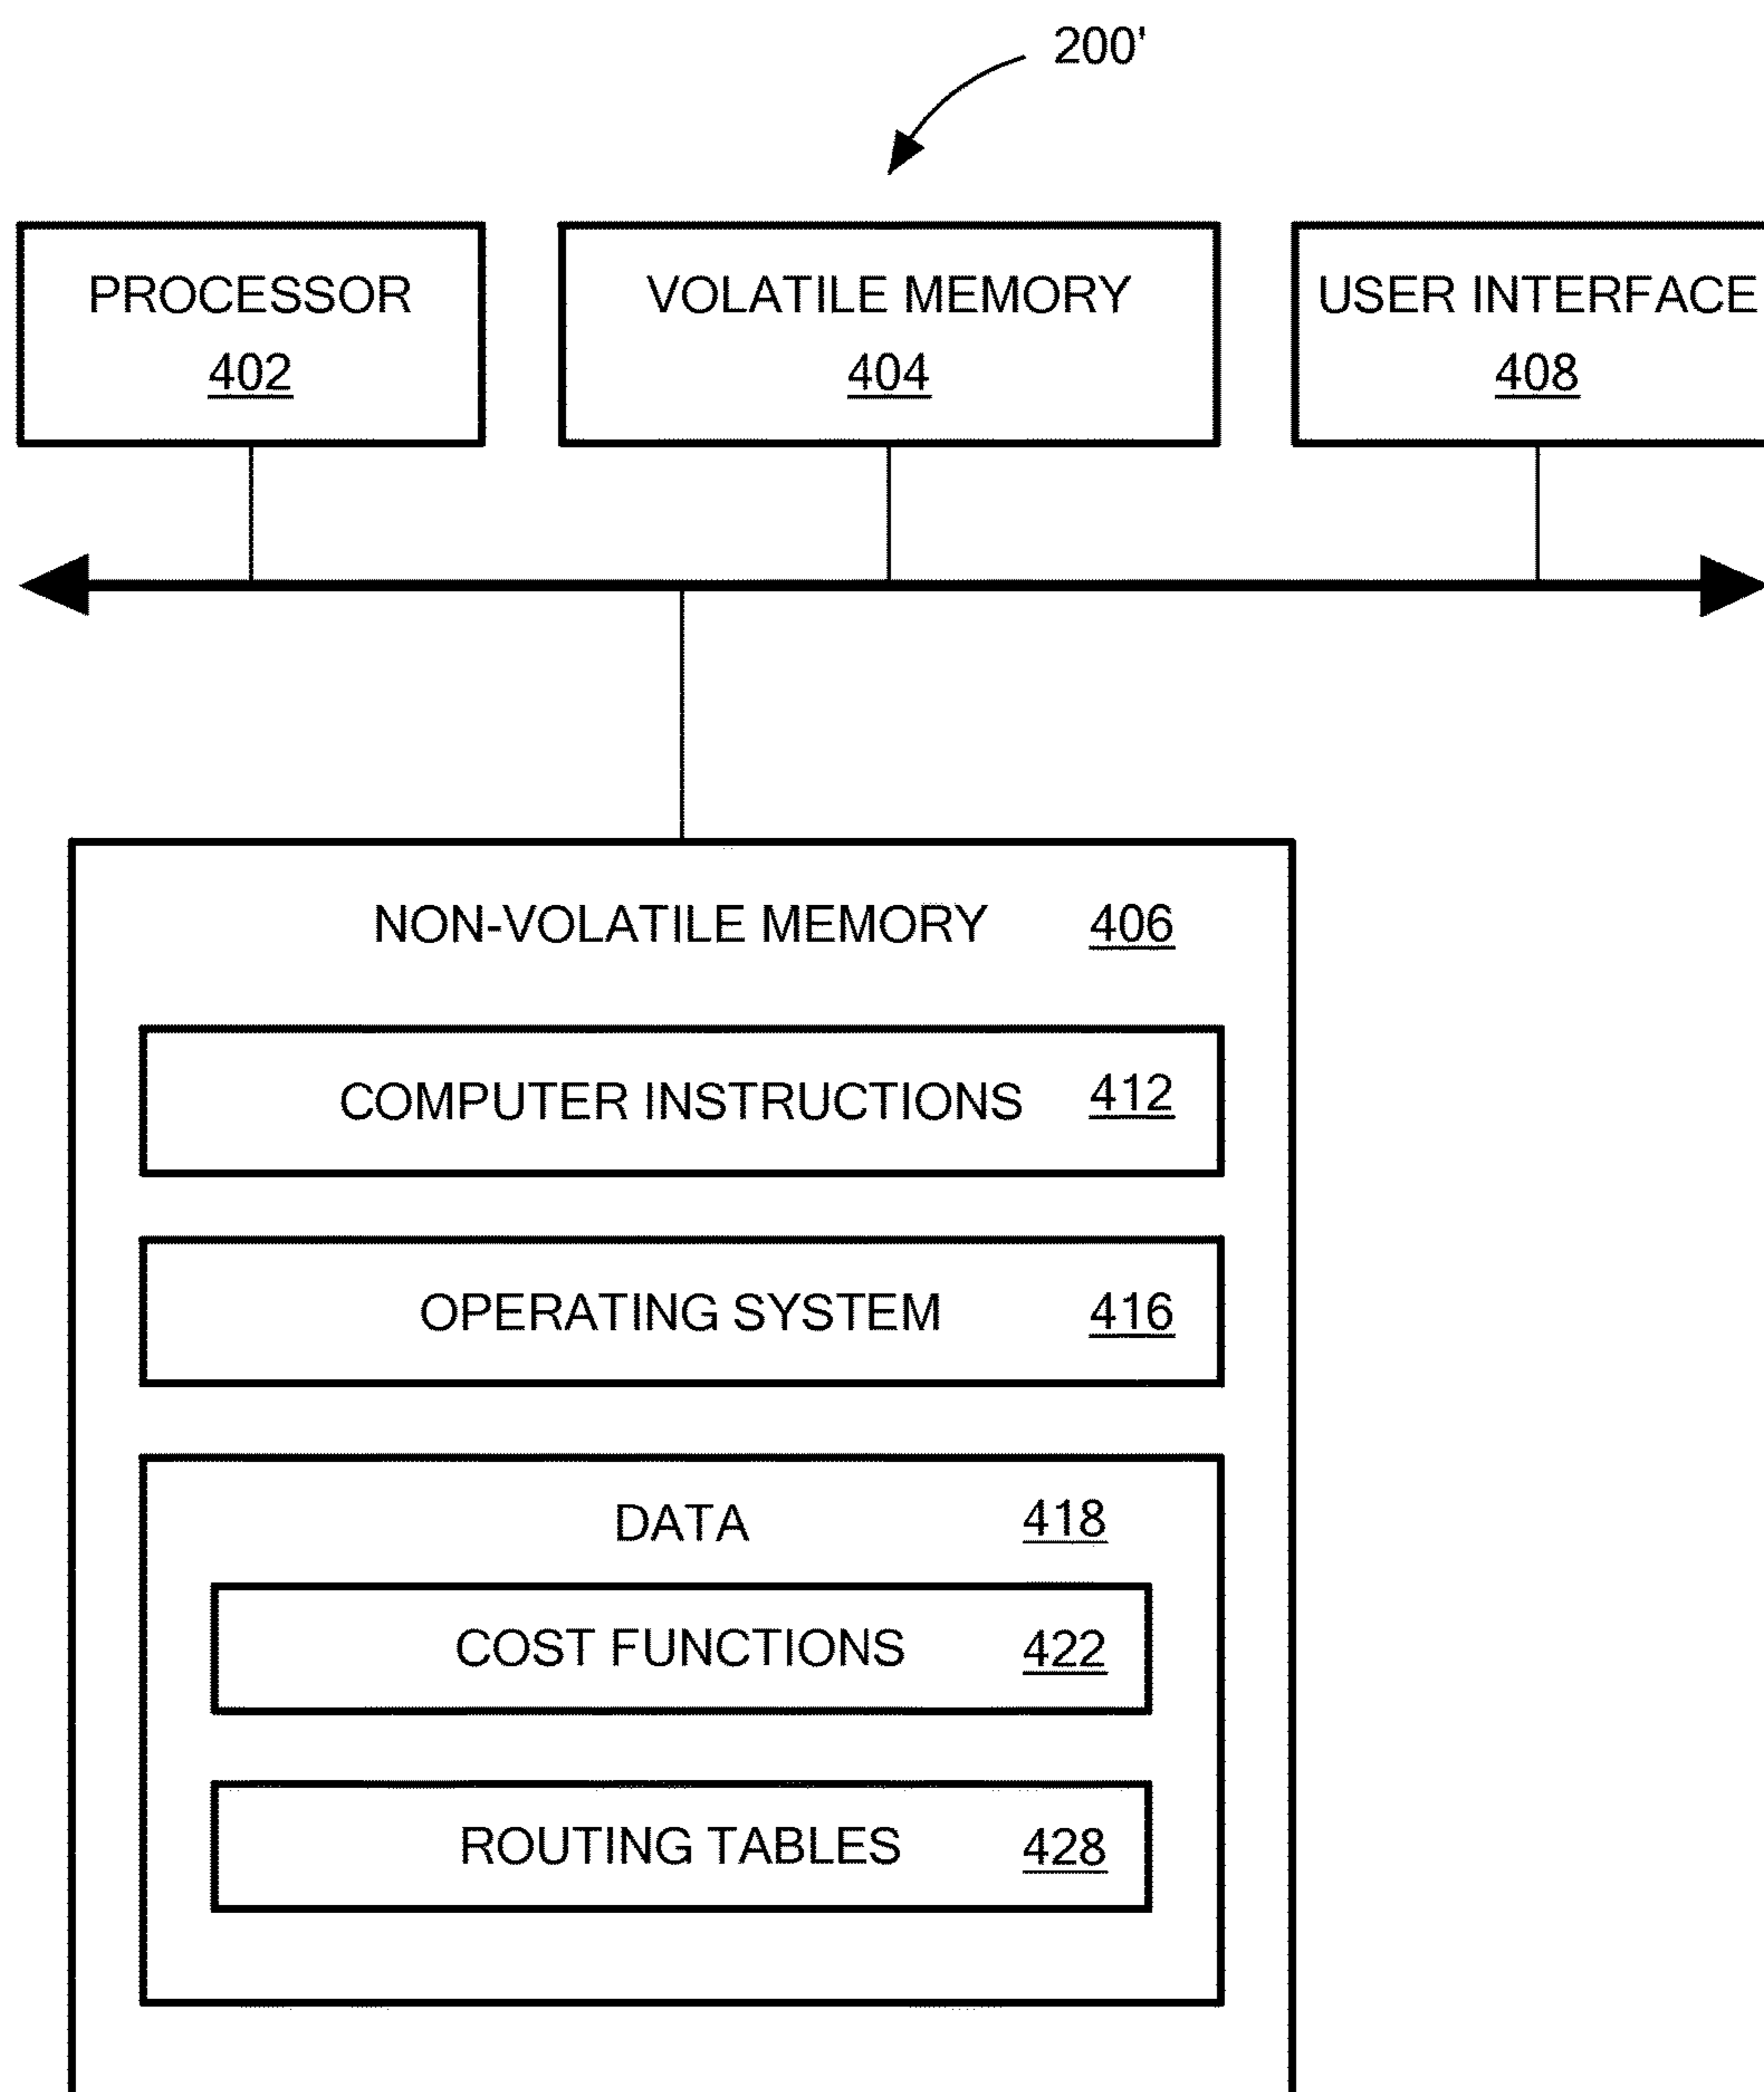 200'
PROCESSOR
402
VOLATILE MEMORY
404
USER INTERFACE
408
NON-VOLATILE MEMORY 406
COMPUTER INSTRUCTIONS 412
OPERATING SYSTEM 416
DATA 418
COST FUNCTIONS 422
ROUTING TABLES 428